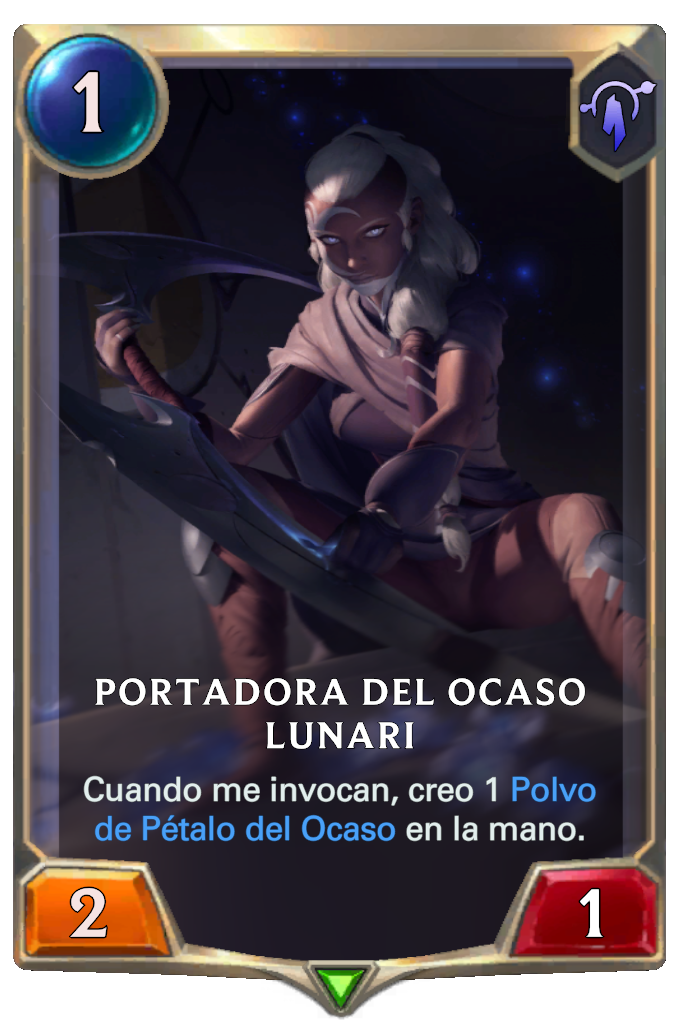 1
PORTADORA DEL OCASO
LUNARI
Cuando me invocan, creo 1 Polvo
de Pétalo del Ocaso en la mano.
2
1